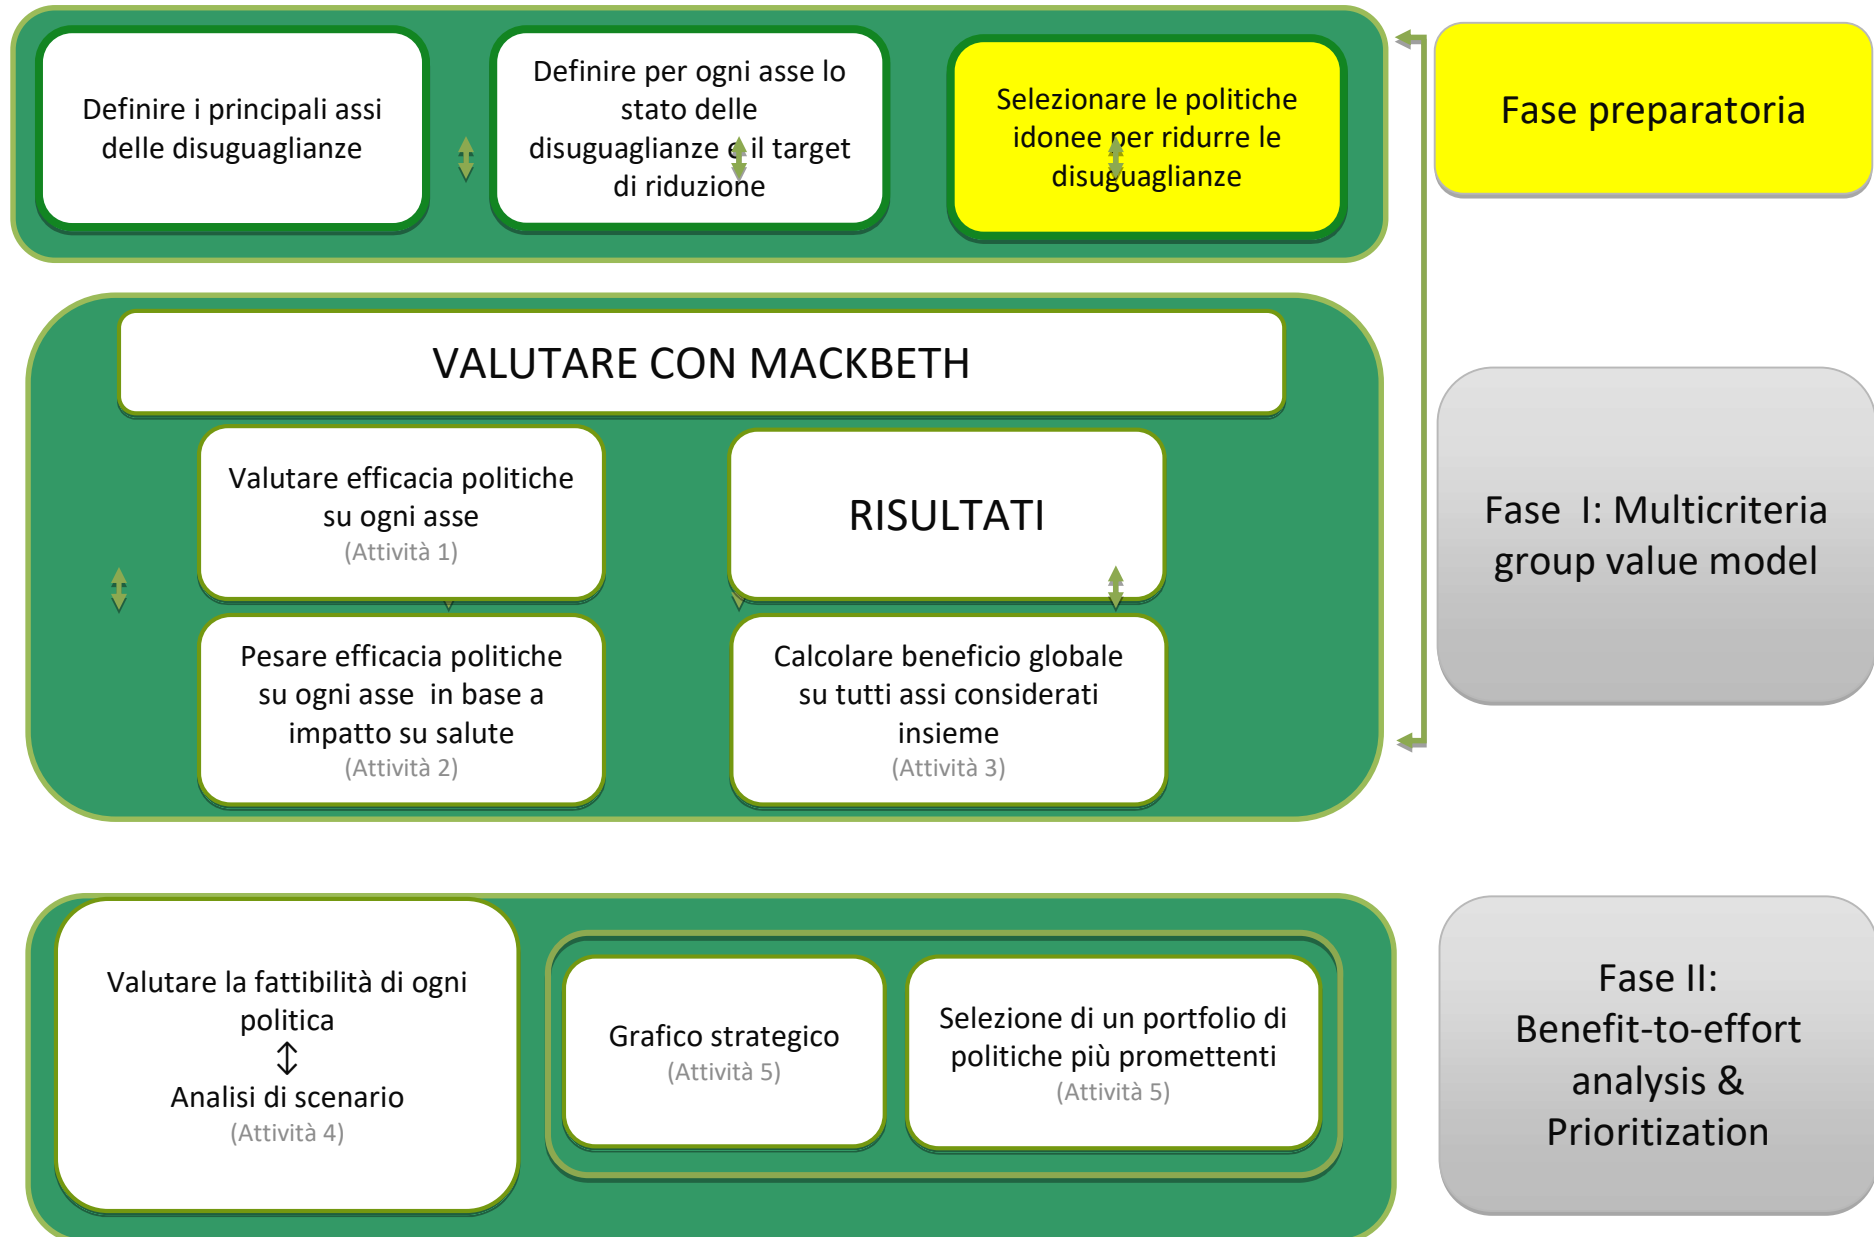 Definire i principali assi
delle disuguaglianze
Definire per ogni asse lo
stato delle
disuguaglianze e il target
di riduzione
Selezionare le politiche
idonee per ridurre le
disuguaglianze
Fase preparatoria
VALUTARE CON MACKBETH
Valutare efficacia politiche
su ogni asse
(Attività 1)
RISULTATI
Pesare efficacia politiche
su ogni asse in base a
impatto su salute
(Attività 2)
Calcolare beneficio globale
su tutti assi considerati
insieme
(Attività 3)
Fase I: Multicriteria
group value model
Valutare la fattibilità di ogni
politica
↕
Analisi di scenario
(Attività 4)
Grafico strategico
(Attività 5)
Selezione di un portfolio di
politiche più promettenti
(Attività 5)
Fase II:
Benefit-to-effort
analysis &
Prioritization